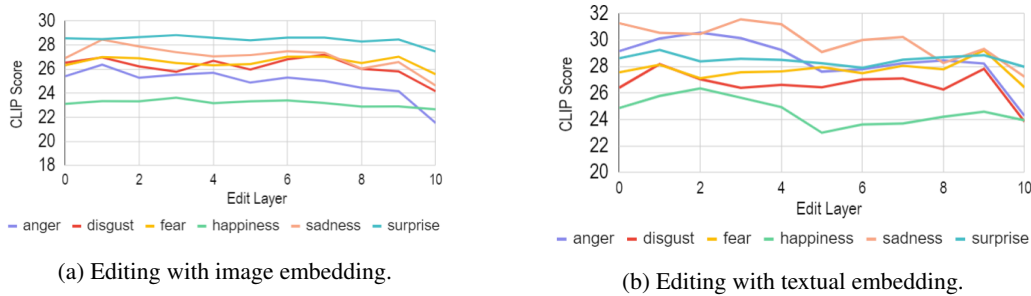 30
28
26
24
22
20
18
CLIP Score
0 2 4 6 8 10
Edit Layer
anger disgust fear happiness sadness surprise
(a) Editing with image embedding.
32
30
28
26
24
22
20
CLIP Score
0 2 4 6 8 10
Edit Layer
anger disgust fear happiness sadness surprise
(b) Editing with textual embedding.